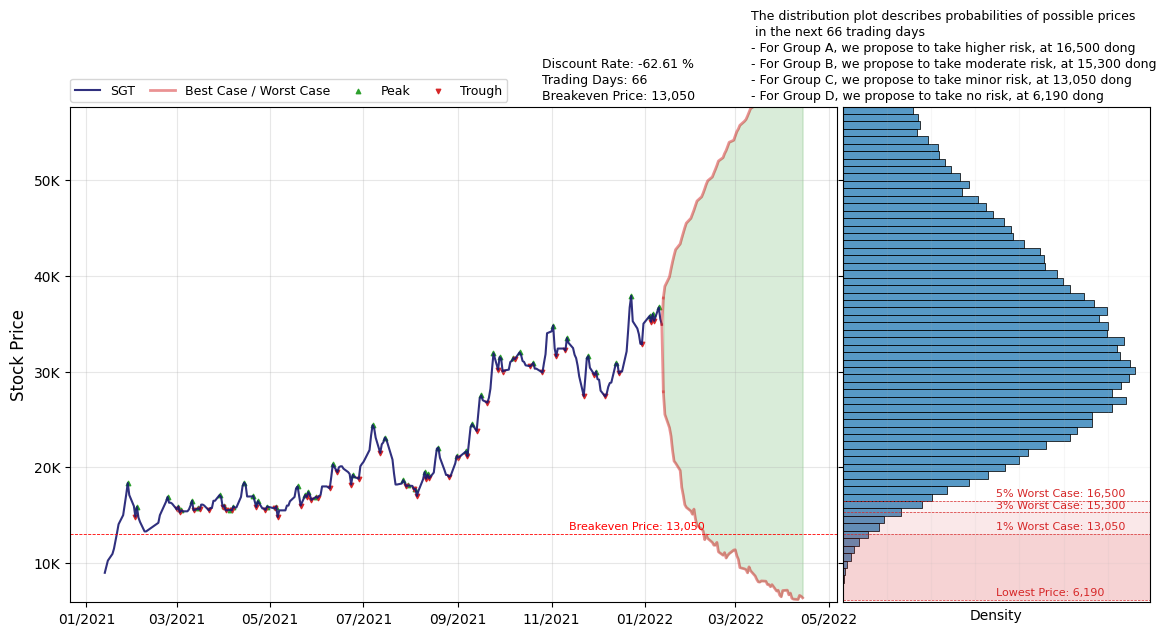 The distribution plot describes probabilities of possible prices
in the next 66 trading days
- For Group A, we propose to take higher risk, at 16,500 dong
- For Group B, we propose to take moderate risk, at 15,300 dong
- For Group C, we propose to take minor risk, at 13,050 dong
- For Group D, we propose to take no risk, at 6,190 dong
Discount Rate: -62.61 %
Trading Days: 66
Breakeven Price: 13,050
SGT
Best Case / Worst Case
Peak
Trough
Stock Price
50K
40K
30K
20K
10K
Breakeven Price: 13,050
5% Worst Case: 16,500
3% Worst Case: 15,300
1% Worst Case: 13,050
Lowest Price: 6,190
01/2021
03/2021
05/2021
07/2021
09/2021
11/2021
01/2022
03/2022
05/2022
Density